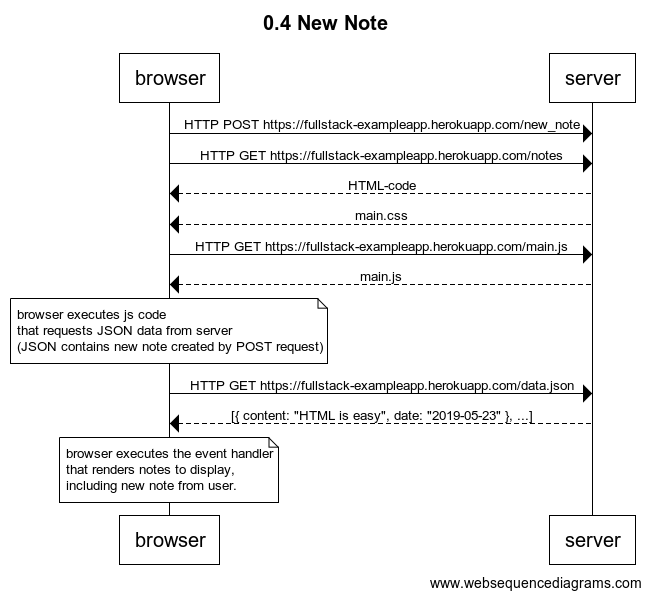 0.4 New Note
browser server
HTTP POST https://fullstack-exampleapp.herokuapp.com/new_note
HTTP GET https://fullstack-exampleapp.herokuapp.com/notes
HTML-code
main.css
HTTP GET https://fullstack-exampleapp.herokuapp.com/main.js
main.js
browser executes js code
that requests JSON data from server
(JSON contains new note created by POST request)
HTTP GET https://fullstack-exampleapp.herokuapp.com/data.json
[{ content: "HTML is easy", date: "2019-05-23" }, ...]
browser executes the event handler
that renders notes to display,
including new note from user.
browser server
www.websequencediagrams.com